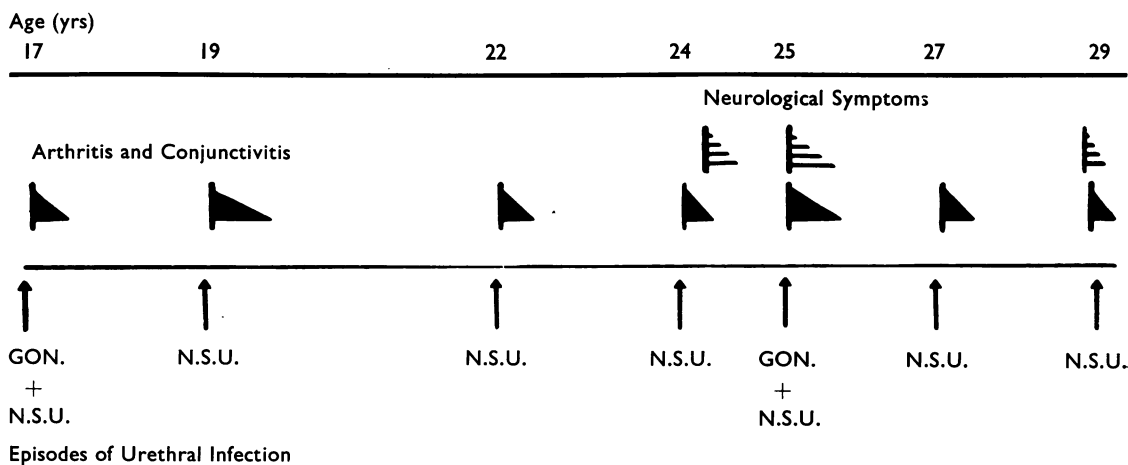 Age (yrs)
17 19 22 24 25 27 29
Neurological Symptoms
Arthritis and Conjunctivitis
GON. N.S.U. N.S.U. N.S.U. GON. N.S.U. N.S.U.
+ +
N.S.U. N.S.U.
Episodes of Urethral Infection